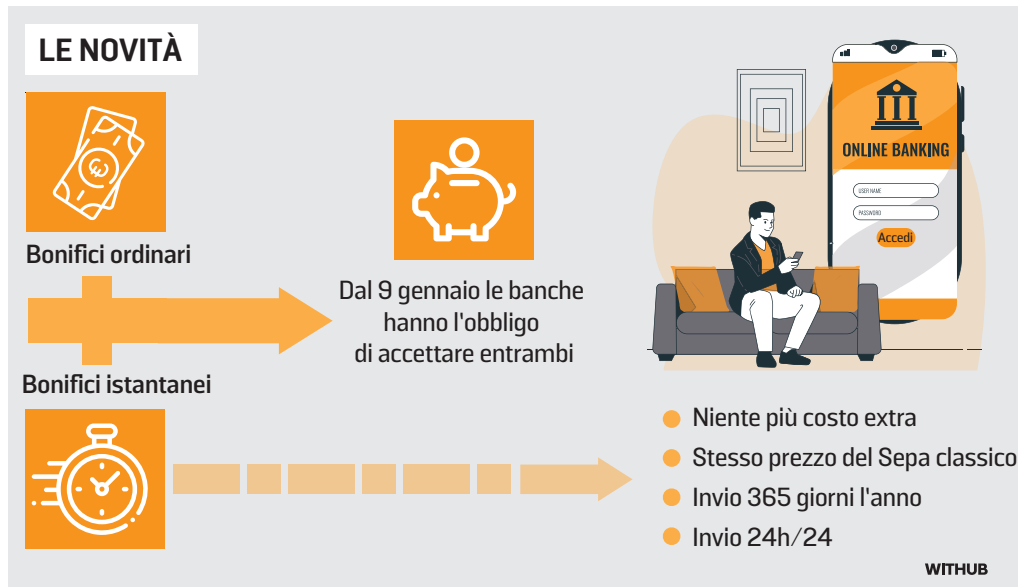 LE NOVITÀ
Bonifici ordinari
Dal 9 gennaio le banche
hanno l'obbligo
di accettare entrambi
Bonifici istantanei
ONLINE BANKING
USER NAME
PASSWORD
Accedi
Niente più costo extra
Stesso prezzo del Sepa classico
Invio 365 giorni l'anno
Invio 24h/24
WITHUB